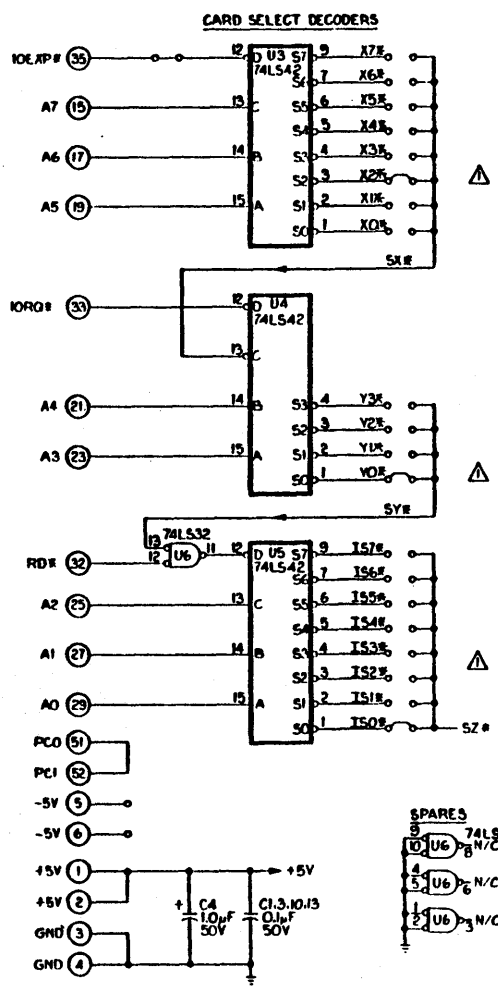 CARD SELECT DECODERS
IOEXP* 35 12 D U3 S7 9 X7*
74LS42 S6 7 X6*
A7 15 13 C S5 6 X5*
S4 5 X4*
A6 17 14 B S3 4 X3*
S2 3 X2* 1
A5 19 15 A S1 2 X1*
S0 1 X0*
SX*
IORQ* 33 12 D U4
74LS42
13 C
A4 21 14 B S3 4 Y3*
S2 3 Y2*
A3 23 15 A S1 2 Y1*
S0 1 Y0* 1
SY*
74LS32
13
RD* 32 12 U6 11 12 D U5 S7 9 IS7*
74LS42 S6 7 IS6*
A2 25 13 C S5 6 IS5*
S4 5 IS4*
A1 27 14 B S3 4 IS3* 1
S2 3 IS2*
A0 29 15 A S1 2 IS1*
S0 1 IS0* SZ*
PC0 51
PC1 52
-5V 5
-5V 6
SPARES
9 74LS
10 U6 8 N/C
+5V 1 +5V
4
5 U6 6 N/C
+5V 2 + C4 C1,3,10,13
1.0µF 0.1µF
50V 50V
1
2 U6 3 N/C
GND 3
GND 4